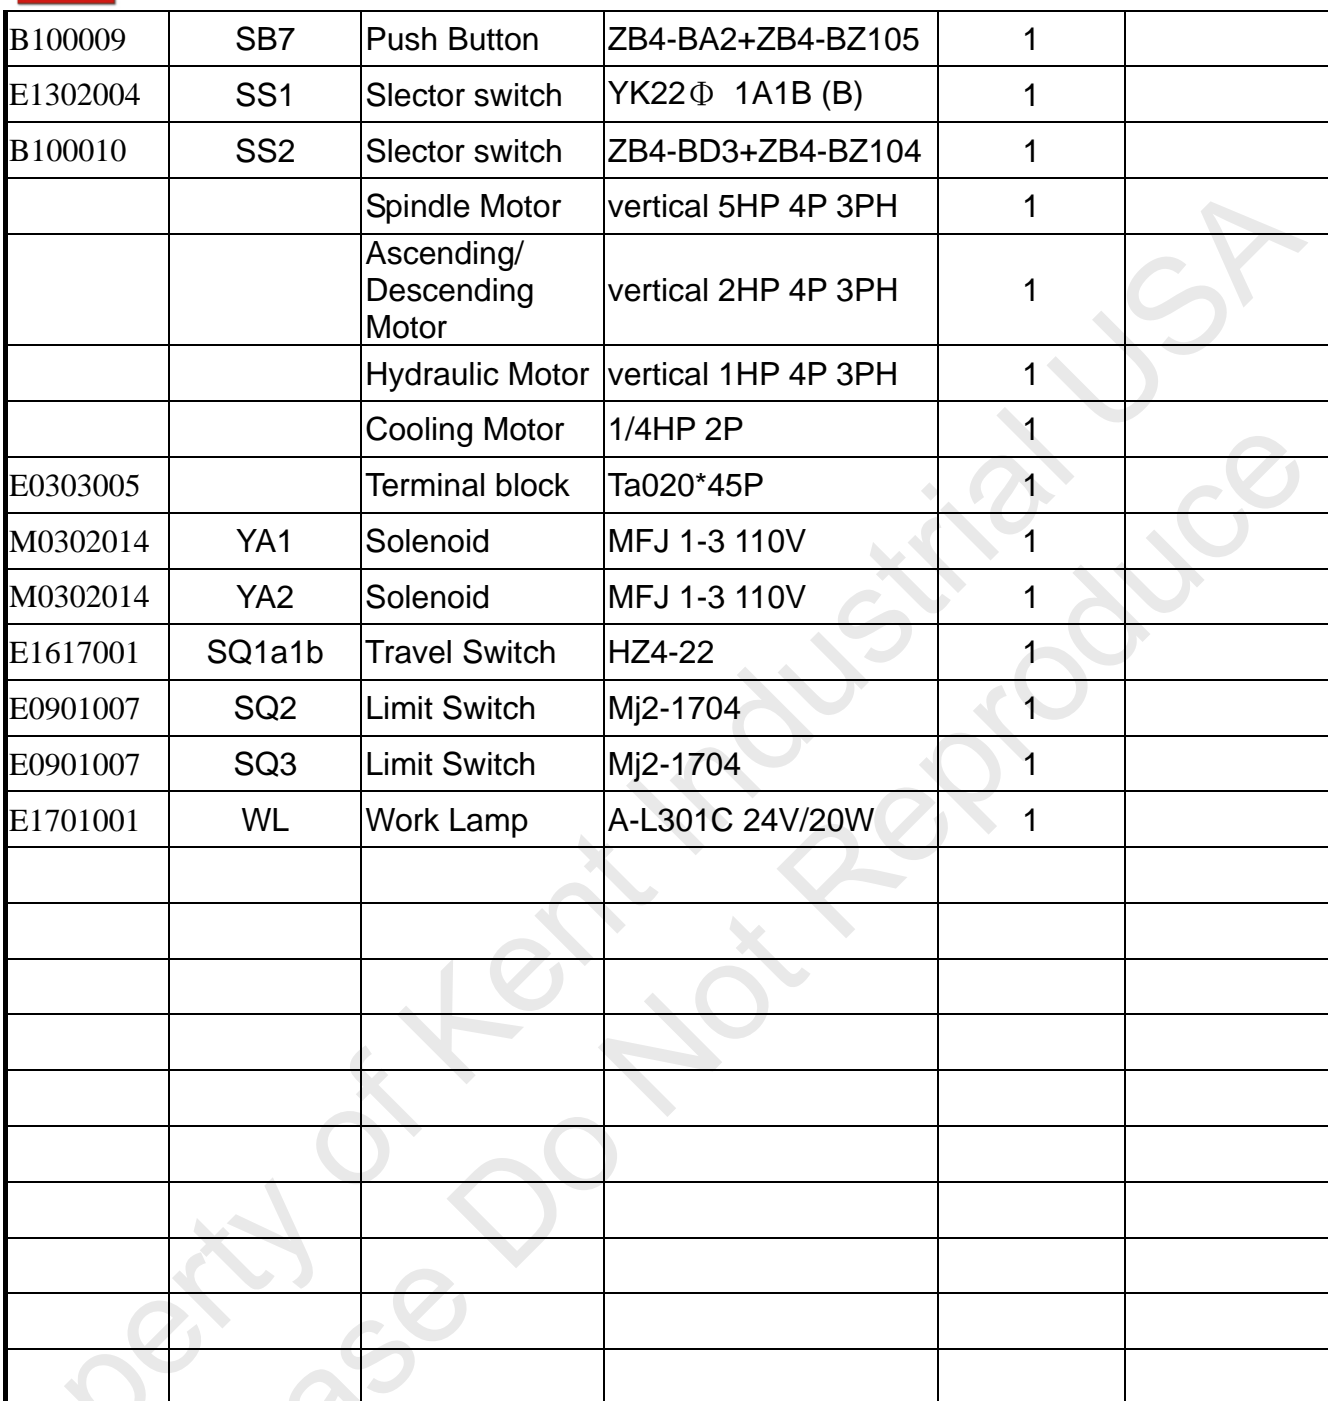 B100009 SB7 Push Button ZB4-BA2+ZB4-BZ105 1
E1302004 SS1 Slector switch YK22Φ 1A1B (B) 1
B100010 SS2 Slector switch ZB4-BD3+ZB4-BZ104 1
Spindle Motor vertical 5HP 4P 3PH 1
Ascending/
Descending vertical 2HP 4P 3PH 1
Motor
Hydraulic Motor vertical 1HP 4P 3PH 1
Cooling Motor 1/4HP 2P 1
E0303005 Terminal block Ta020*45P 1
M0302014 YA1 Solenoid MFJ 1-3 110V 1
M0302014 YA2 Solenoid MFJ 1-3 110V 1
E1617001 SQ1a1b Travel Switch HZ4-22 1
E0901007 SQ2 Limit Switch Mj2-1704 1
E0901007 SQ3 Limit Switch Mj2-1704 1
E1701001 WL Work Lamp A-L301C 24V/20W 1
perty of Kent Industrial USA
ase Do Not Reproduce